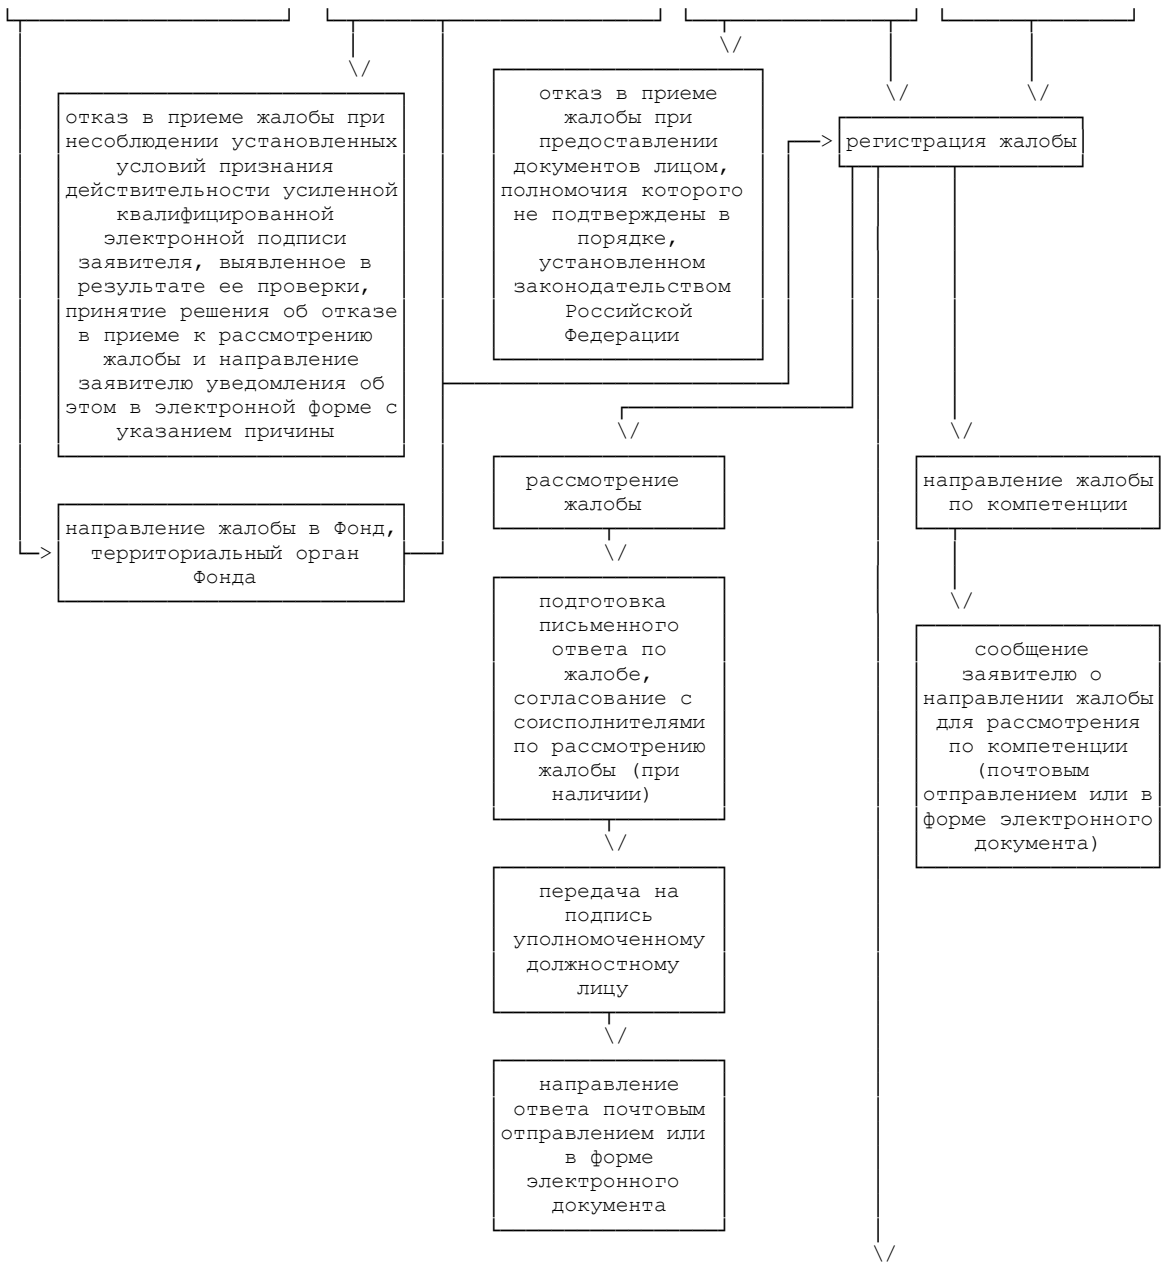 отказ в приеме жалобы при
несоблюдении установленных
условий признания
действительности усиленной
квалифицированной
электронной подписи
заявителя, выявленное в
результате ее проверки,
принятие решения об отказе
в приеме к рассмотрению
жалобы и направление
заявителю уведомления об
этом в электронной форме с
указанием причины
отказ в приеме
жалобы при
предоставлении
документов лицом,
полномочия которого
не подтверждены в
порядке,
установленном
законодательством
Российской
Федерации
регистрация жалобы
направление жалобы в Фонд,
территориальный орган
Фонда
рассмотрение
жалобы
подготовка
письменного
ответа по
жалобе,
согласование с
соисполнителями
по рассмотрению
жалобы (при
наличии)
передача на
подпись
уполномоченному
должностному
лицу
направление
ответа почтовым
отправлением или
в форме
электронного
документа
направление жалобы
по компетенции
сообщение
заявителю о
направлении жалобы
для рассмотрения
по компетенции
(почтовым
отправлением или в
форме электронного
документа)